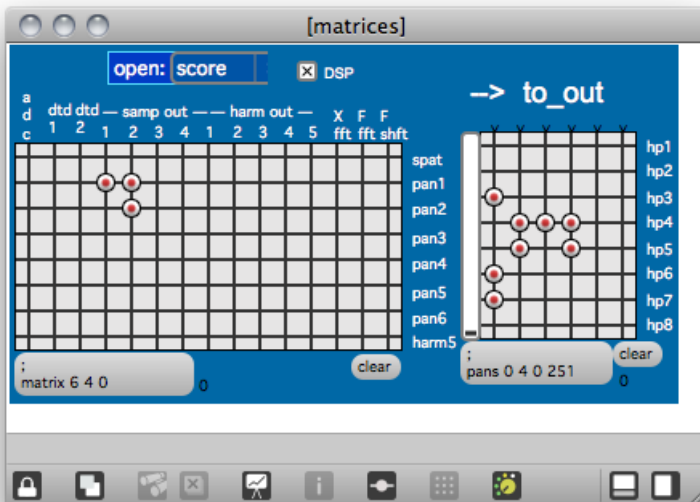 [matrices]
open: score
DSP
--> to_out
adc
dtd dtd — samp out — — harm out — X F F
1 2 1 2 3 4 1 2 3 4 5 fft fft shft
spat
pan1
pan2
pan3
pan4
pan5
pan6
harm5
;
matrix 6 4 0
0
clear
hp1
hp2
hp3
hp4
hp5
hp6
hp7
hp8
;
pans 0 4 0 251
clear
0